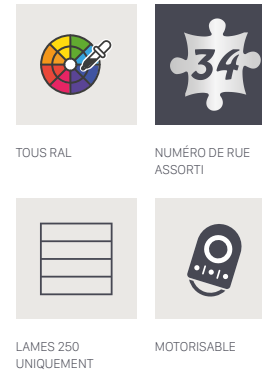 34
TOUS RAL
NUMÉRO DE RUE
ASSORTI
LAMES 250
UNIQUEMENT
MOTORISABLE